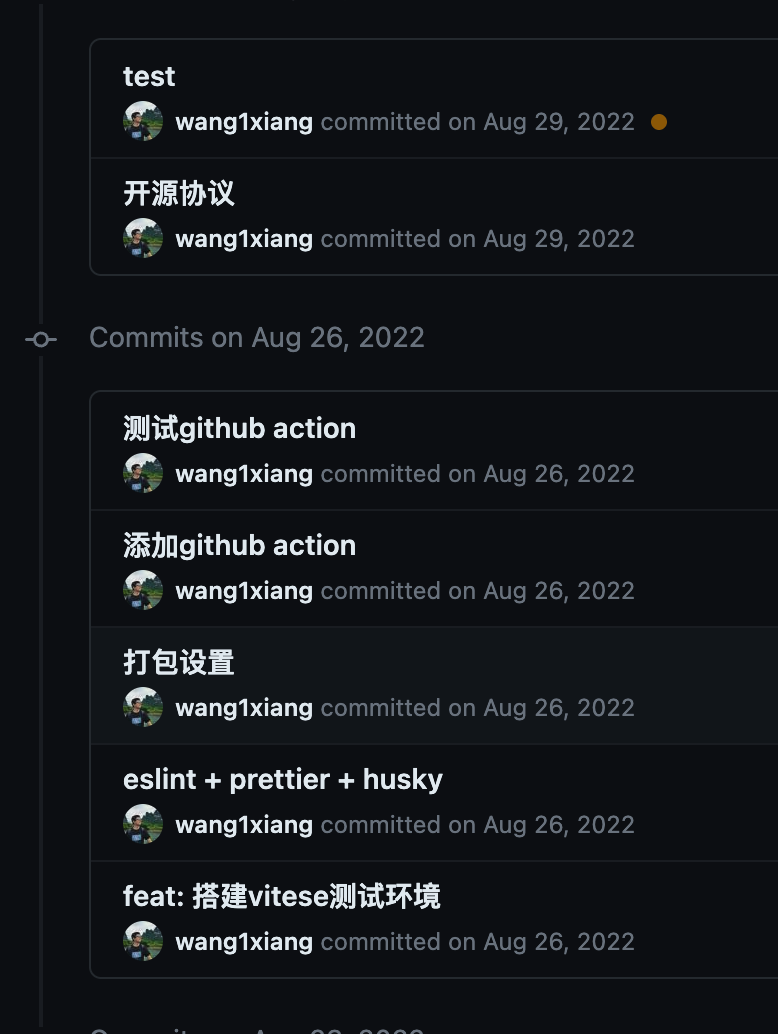 test
wang1xiang committed on Aug 29, 2022
开源协议
wang1xiang committed on Aug 29, 2022
Commits on Aug 26, 2022
测试github action
wang1xiang committed on Aug 26, 2022
添加github action
wang1xiang committed on Aug 26, 2022
打包设置
wang1xiang committed on Aug 26, 2022
eslint + prettier + husky
wang1xiang committed on Aug 26, 2022
feat: 搭建vitese测试环境
wang1xiang committed on Aug 26, 2022